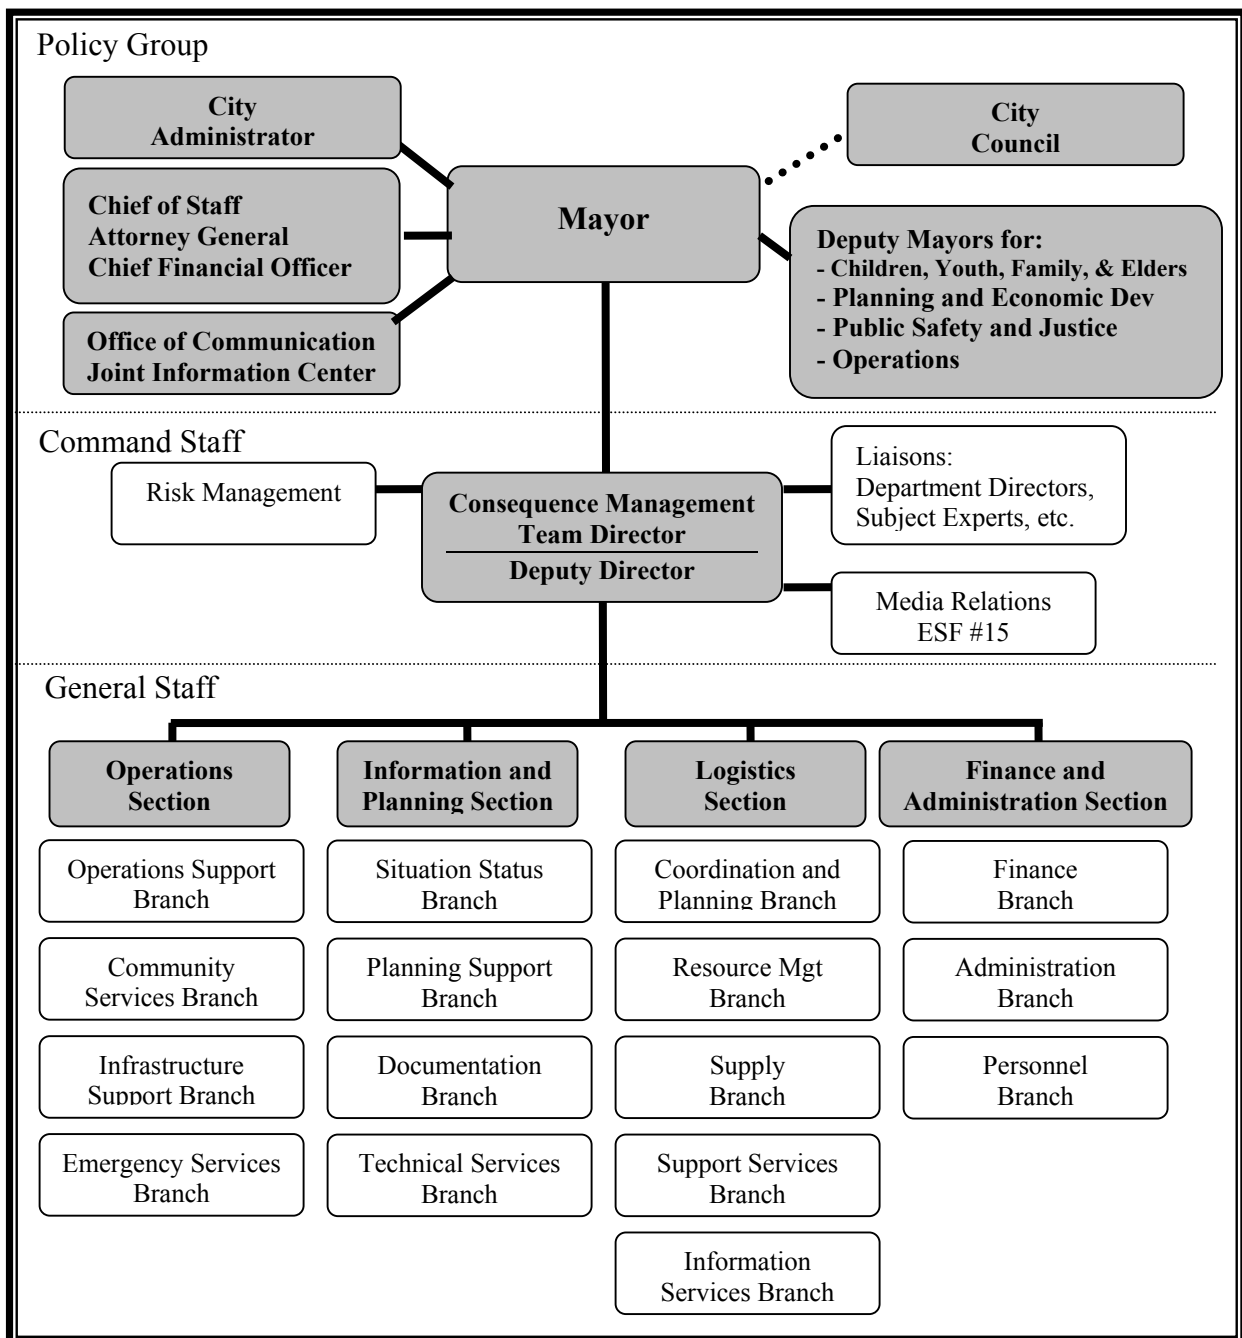 Policy Group
City
Administrator
City
Council
Chief of Staff
Attorney General
Chief Financial Officer
Mayor
Deputy Mayors for:
- Children, Youth, Family, & Elders
- Planning and Economic Dev
- Public Safety and Justice
- Operations
Office of Communication
Joint Information Center
Command Staff
Risk Management
Consequence Management
Team Director
Deputy Director
Liaisons:
Department Directors,
Subject Experts, etc.
Media Relations
ESF #15
General Staff
Operations
Section
Information and
Planning Section
Logistics
Section
Finance and
Administration Section
Operations Support
Branch
Situation Status
Branch
Coordination and
Planning Branch
Finance
Branch
Community
Services Branch
Planning Support
Branch
Resource Mgt
Branch
Administration
Branch
Infrastructure
Support Branch
Documentation
Branch
Supply
Branch
Personnel
Branch
Emergency Services
Branch
Technical Services
Branch
Support Services
Branch
Information
Services Branch